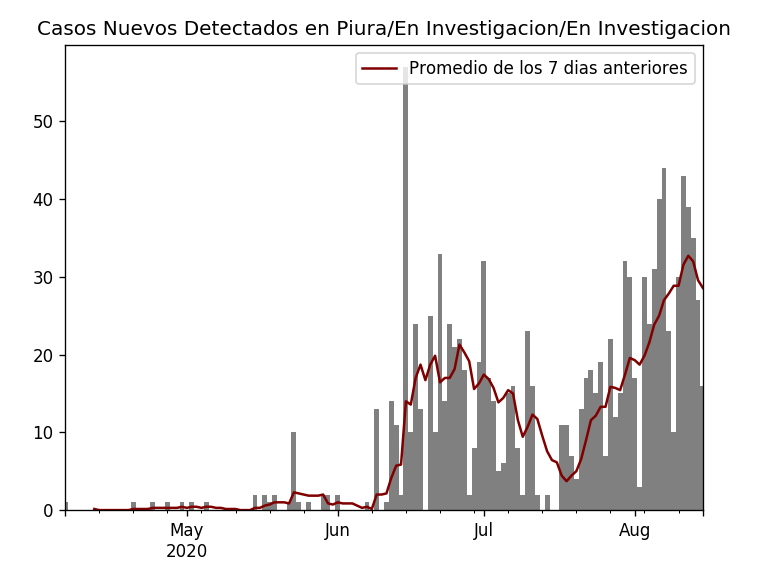 Casos Nuevos Detectados en Piura/En Investigacion/En Investigacion
Promedio de los 7 dias anteriores
50
40
30
20
10
0
May
2020
Jun
Jul
Aug